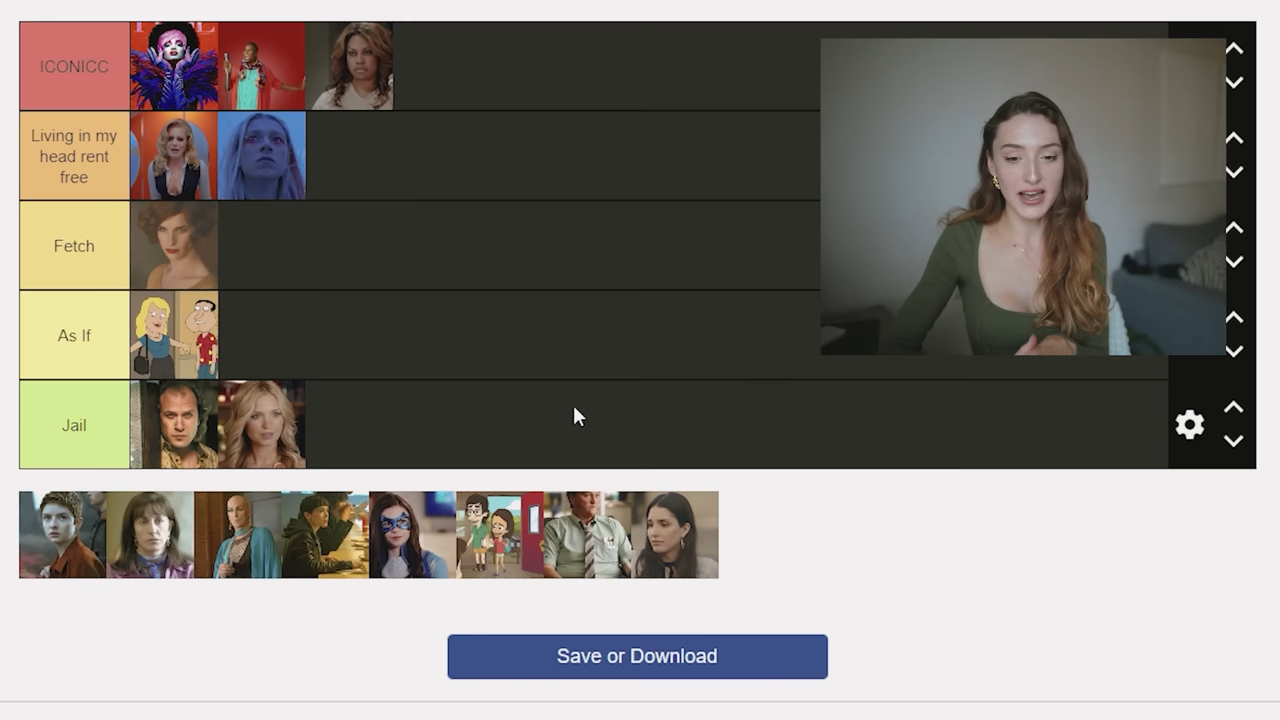 ICONICC
Living in my
head rent
free
Fetch
As If
Jail
Save or Download